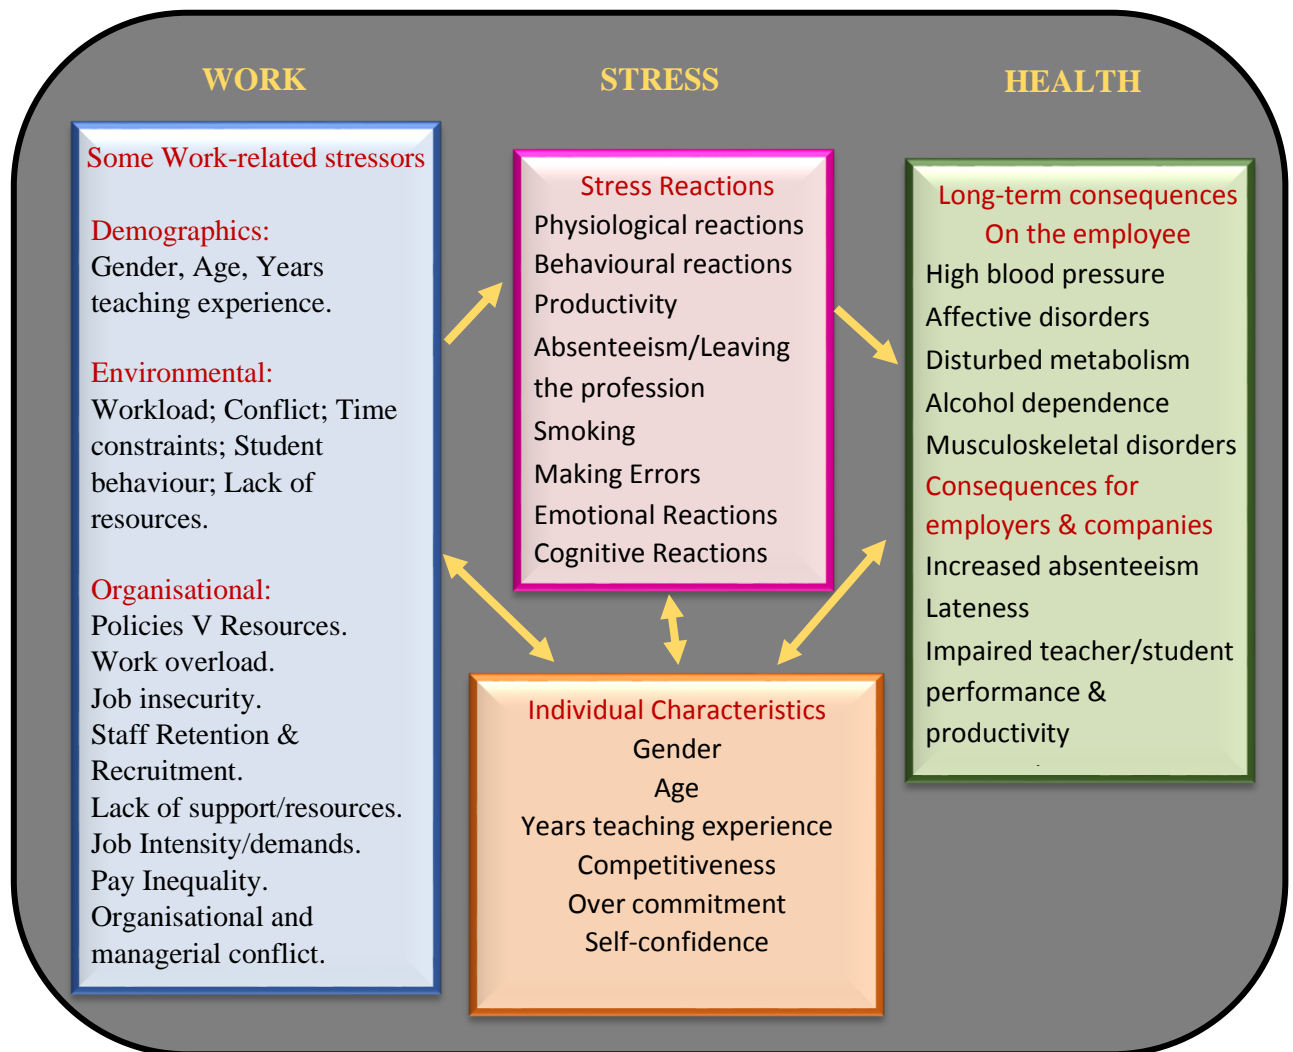 WORK
STRESS
HEALTH
Some Work-related stressors
Demographics:
Gender, Age, Years
teaching experience.
Environmental:
Workload; Conflict; Time
constraints; Student
behaviour; Lack of
resources.
Organisational:
Policies V Resources.
Work overload.
Job insecurity.
Staff Retention &
Recruitment.
Lack of support/resources.
Job Intensity/demands.
Pay Inequality.
Organisational and
managerial conflict.
Stress Reactions
Physiological reactions
Behavioural reactions
Productivity
Absenteeism/Leaving
the profession
Smoking
Making Errors
Emotional Reactions
Cognitive Reactions
Individual Characteristics
Gender
Age
Years teaching experience
Competitiveness
Over commitment
Self-confidence
Long-term consequences
On the employee
High blood pressure
Affective disorders
Disturbed metabolism
Alcohol dependence
Musculoskeletal disorders
Consequences for
employers & companies
Increased absenteeism
Lateness
Impaired teacher/student
performance &
productivity